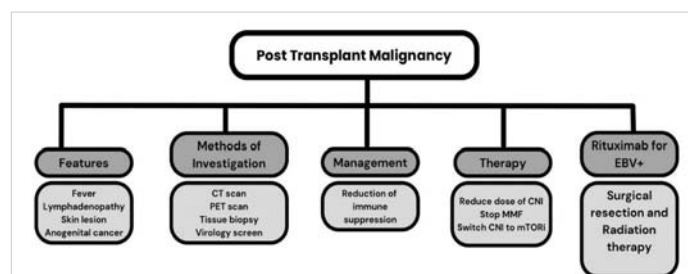 Post Transplant Malignancy
Features
Fever
Lymphadenopathy
Skin lesion
Anogenital cancer
Methods of
Investigation
CT scan
PET scan
Tissue biopsy
Virology screen
Management
Reduction of
immune
suppression
Therapy
Reduce dose of CNI
Stop MMF
Switch CNI to mTORi
Rituximab for
EBV+
Surgical
resection and
Radiation
therapy